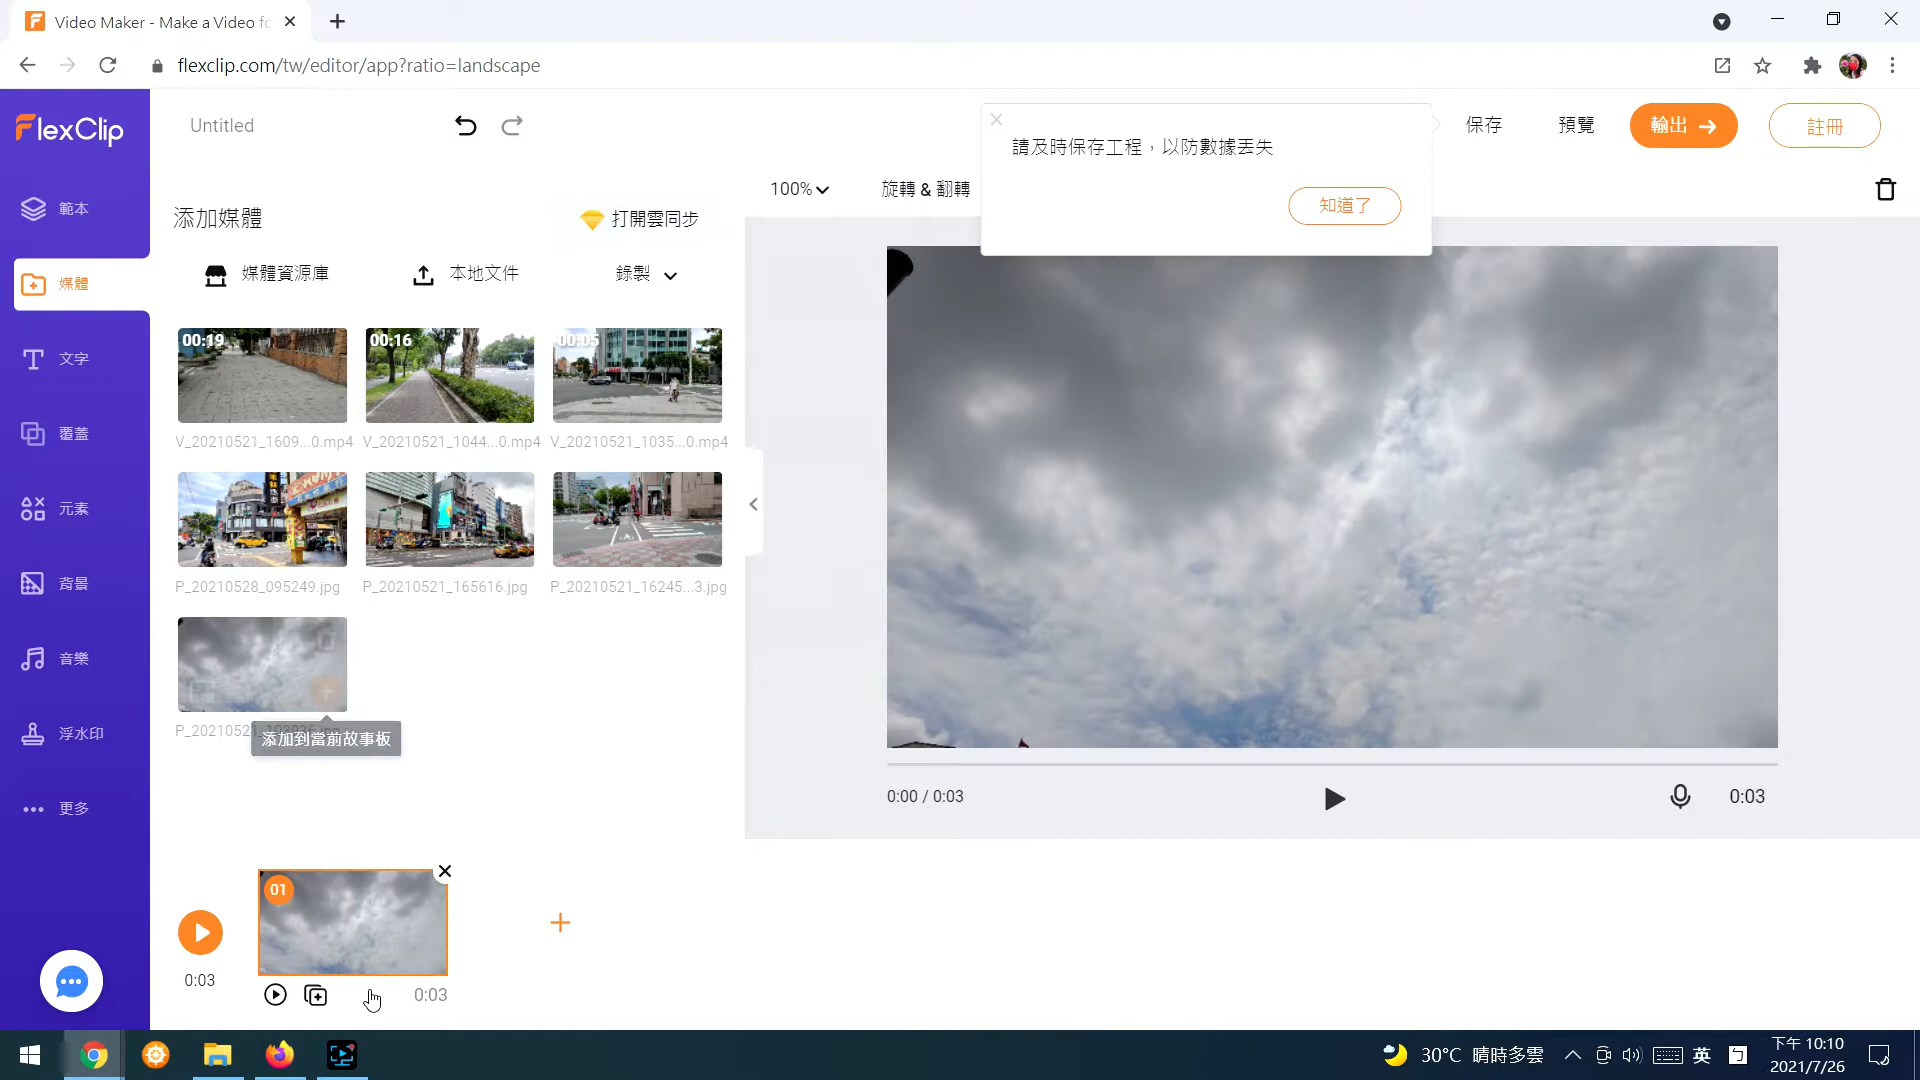 Video Maker - Make a Video fo
flexclip.com/tw/editor/app?ratio=landscape
FlexClip
Untitled
請及時保存工程，以防數據丟失
知道了
保存
預覽
輸出
註冊
100%
旋轉 & 翻轉
範本
媒體
文字
覆蓋
元素
背景
音樂
浮水印
更多
添加媒體
打開雲同步
媒體資源庫
本地文件
錄製
00:19
00:16
00:05
V_20210521_1609...0.mp4
V_20210521_1044...0.mp4
V_20210521_1035...0.mp4
P_20210528_095249.jpg
P_20210521_165616.jpg
P_20210521_16245...3.jpg
添加到當前故事板
0:00 / 0:03
0:03
01
0:03
0:03
30°C 晴時多雲
英
下午 10:10
2021/7/26